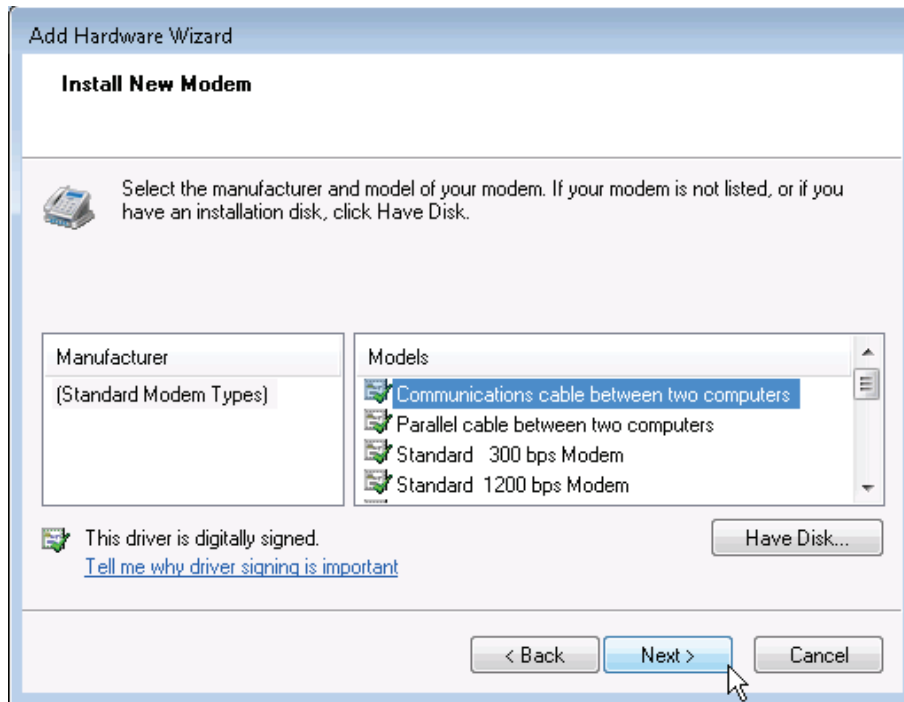 Add Hardware Wizard
Install New Modem
Select the manufacturer and model of your modem. If your modem is not listed, or if you
have an installation disk, click Have Disk.
Manufacturer
(Standard Modem Types)
Models
Communications cable between two computers
Parallel cable between two computers
Standard 300 bps Modem
Standard 1200 bps Modem
This driver is digitally signed.
Tell me why driver signing is important
Have Disk...
< Back
Next >
Cancel